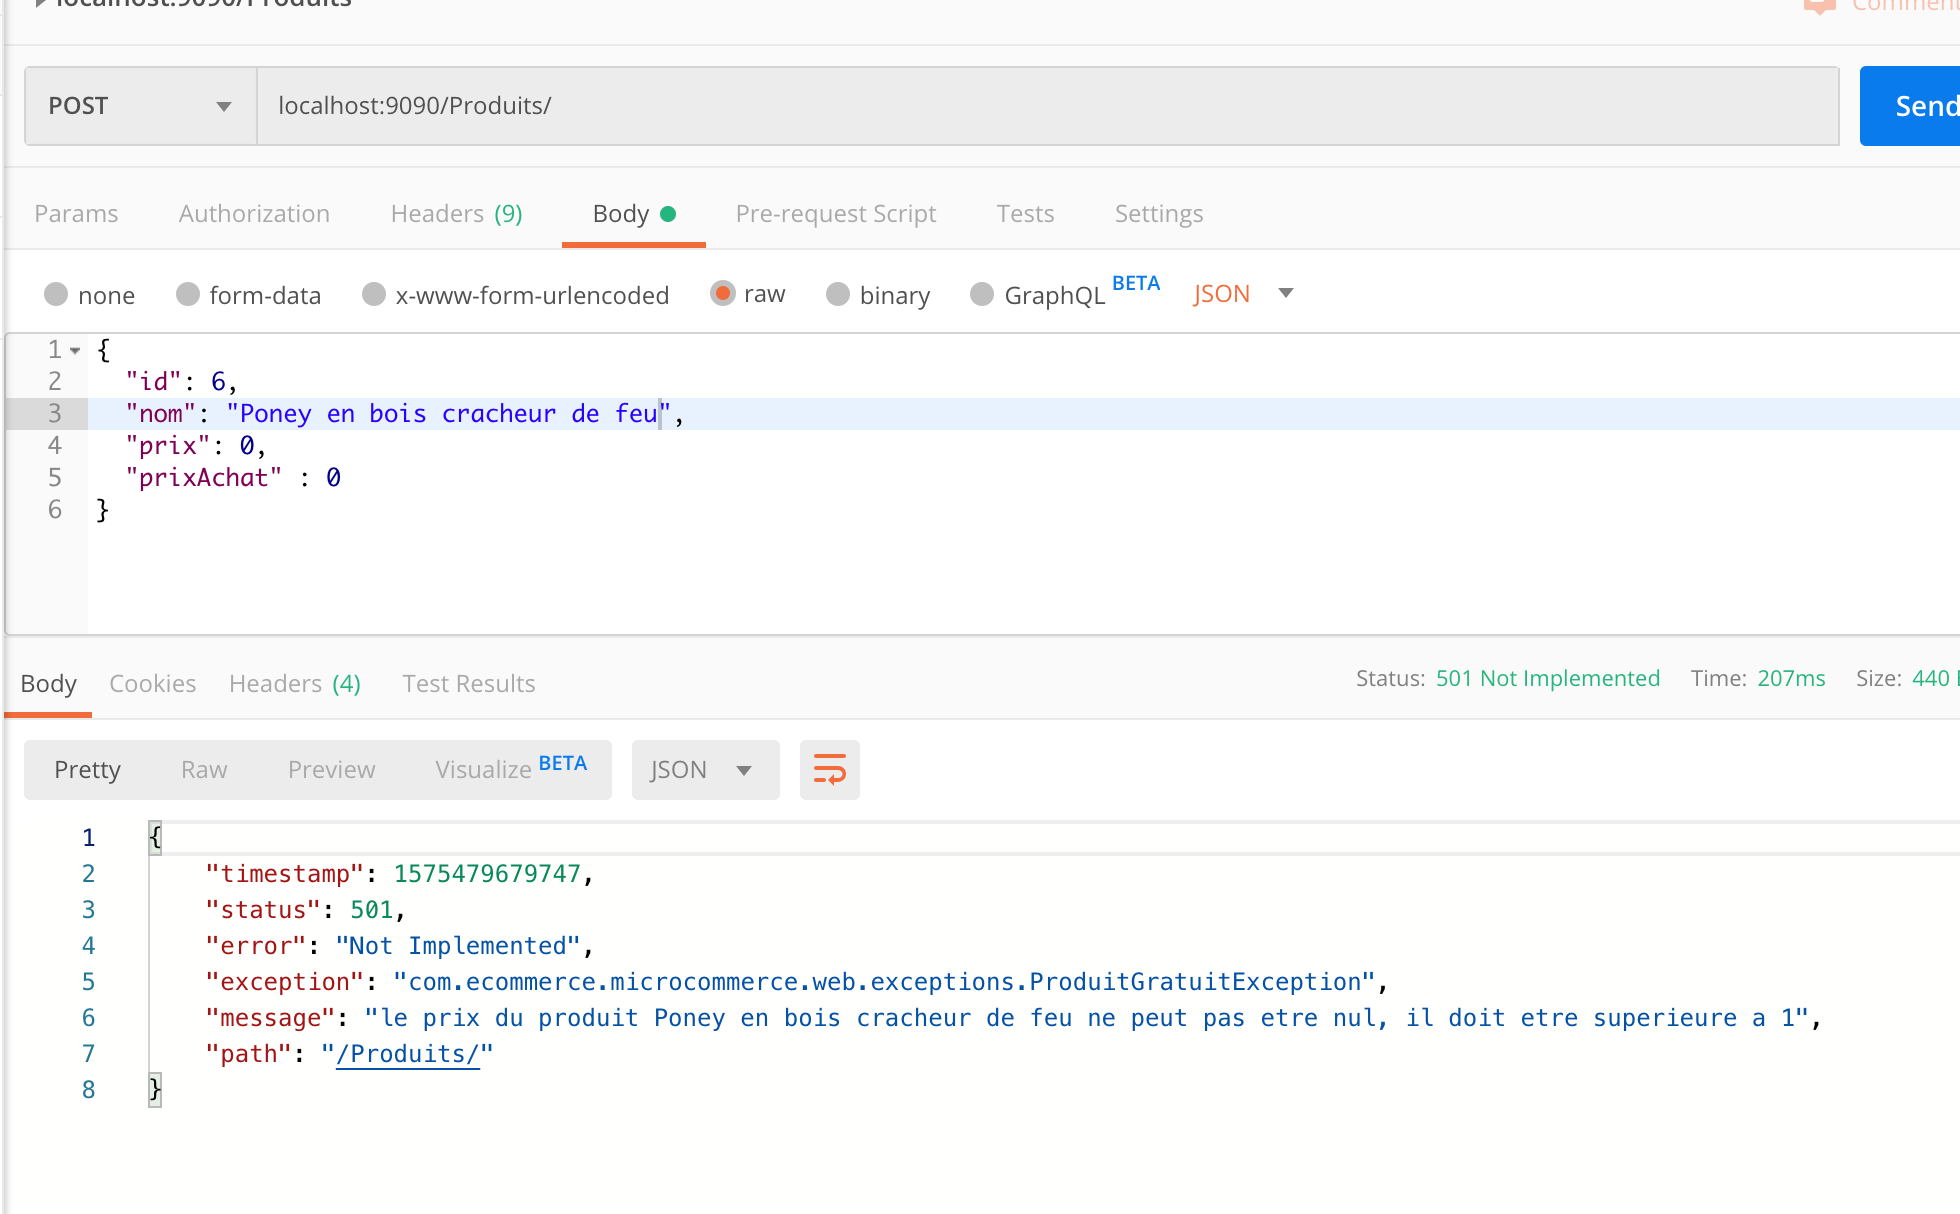 localhost:9090/Produits
Comment
POST localhost:9090/Produits/ Send
Params Authorization Headers (9) Body Pre-request Script Tests Settings
none form-data x-www-form-urlencoded raw binary GraphQL BETA JSON
1 {
2 "id": 6,
3 "nom": "Poney en bois cracheur de feu",
4 "prix": 0,
5 "prixAchat" : 0
6 }
Body Cookies Headers (4) Test Results Status: 501 Not Implemented Time: 207ms Size: 440
Pretty Raw Preview Visualize BETA JSON
1 {
2 "timestamp": 1575479679747,
3 "status": 501,
4 "error": "Not Implemented",
5 "exception": "com.ecommerce.microcommerce.web.exceptions.ProduitGratuitException",
6 "message": "le prix du produit Poney en bois cracheur de feu ne peut pas etre nul, il doit etre superieure a 1",
7 "path": "/Produits/"
8 }